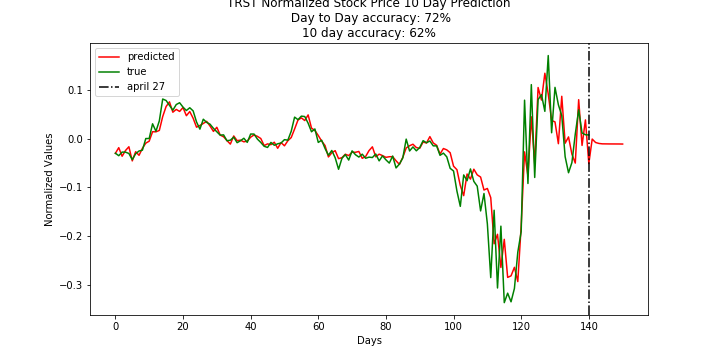 TRST Normalized Stock Price 10 Day Prediction
Day to Day accuracy: 72%
10 day accuracy: 62%
predicted
true
april 27
Normalized Values
0.1
0.0
−0.1
−0.2
−0.3
0 20 40 60 80 100 120 140
Days